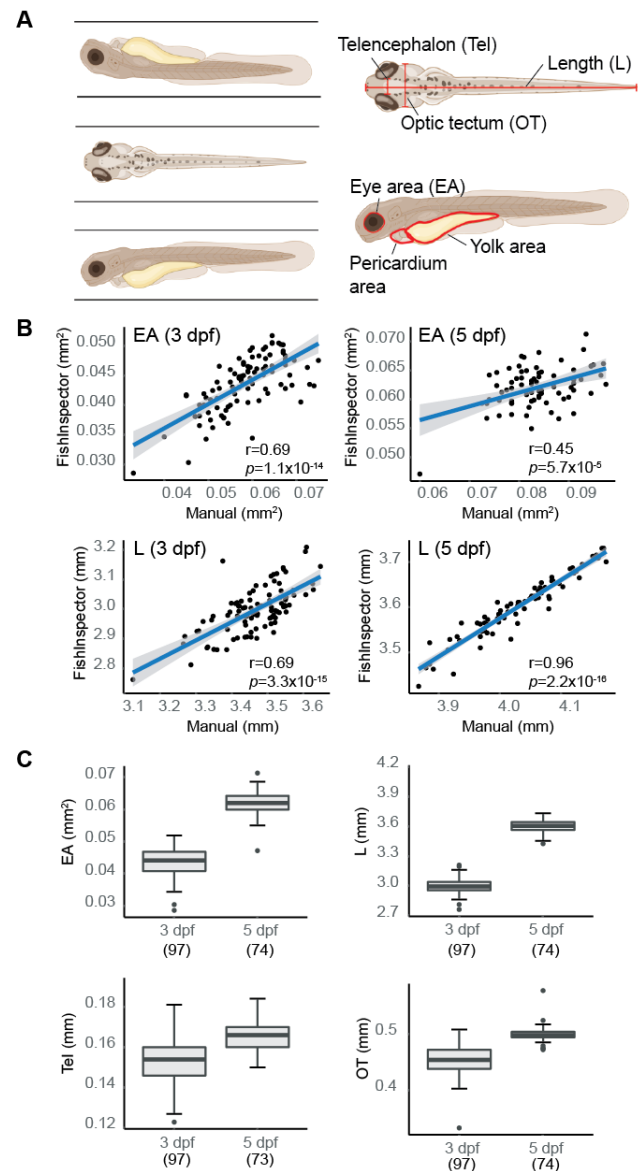 A
Telencephalon (Tel)
Length (L)
Optic tectum (OT)
Eye area (EA)
Yolk area
Pericardium
area
B
EA (3 dpf)
FishInspector (mm²)
0.050
0.045
0.040
0.035
0.030
r=0.69
p=1.1x10⁻¹⁴
0.04 0.05 0.06 0.07
Manual (mm²)
EA (5 dpf)
FishInspector (mm²)
0.070
0.065
0.060
0.055
0.050
r=0.45
p=5.7x10⁻⁵
0.06 0.07 0.08 0.09
Manual (mm²)
L (3 dpf)
FishInspector (mm)
3.2
3.1
3.0
2.9
2.8
r=0.69
p=3.3x10⁻¹⁵
3.1 3.2 3.3 3.4 3.5 3.6
Manual (mm)
L (5 dpf)
FishInspector (mm)
3.7
3.6
3.5
r=0.96
p=2.2x10⁻¹⁶
3.9 4.0 4.1
Manual (mm)
C
EA (mm²)
0.07
0.06
0.05
0.04
0.03
3 dpf 5 dpf
(97) (74)
L (mm)
4.2
3.9
3.6
3.3
3.0
2.7
3 dpf 5 dpf
(97) (74)
Tel (mm)
0.18
0.16
0.14
0.12
3 dpf 5 dpf
(97) (73)
OT (mm)
0.5
0.4
3 dpf 5 dpf
(97) (74)